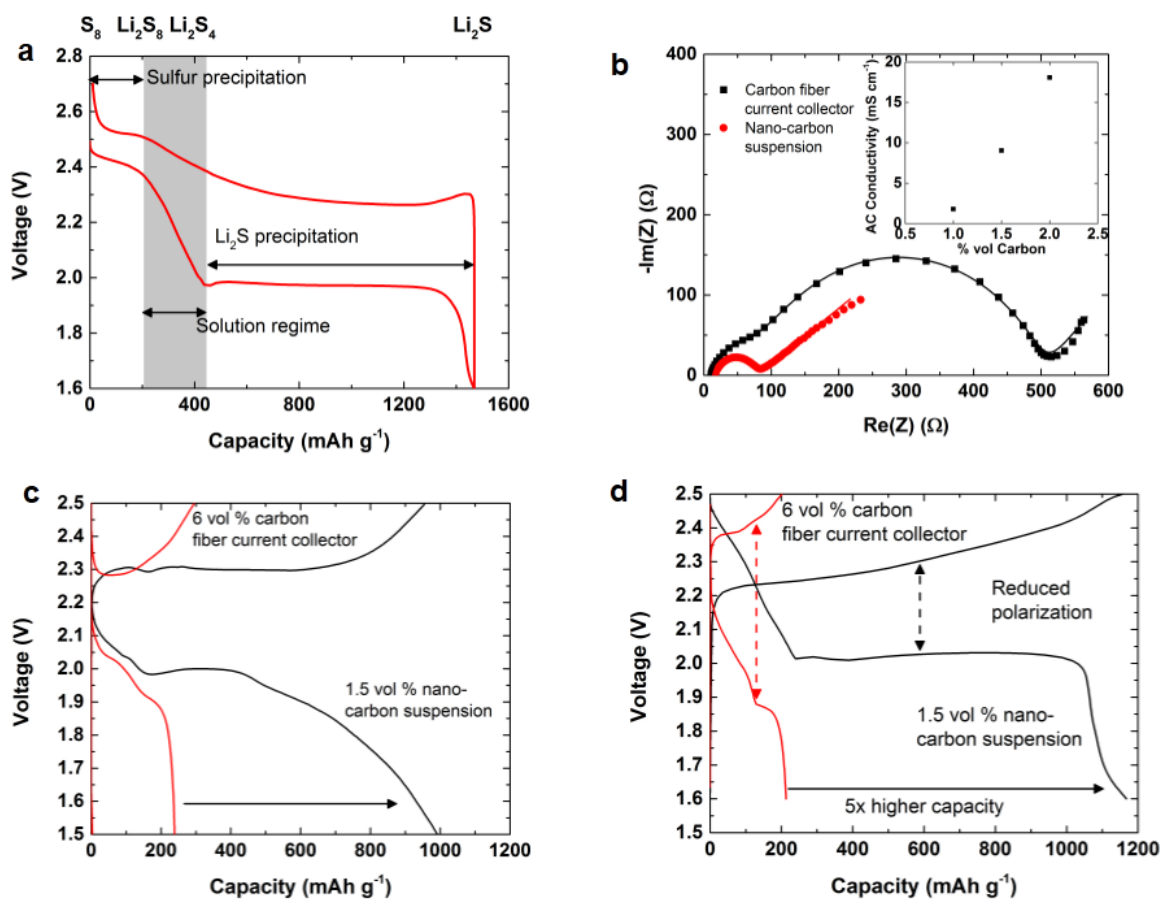 S₈ Li₂S₈ Li₂S₄ Li₂S
a
2.8
2.6
2.4
2.2
2.0
1.8
1.6
Voltage (V)
Sulfur precipitation
Li₂S precipitation
Solution regime
0 400 800 1200 1600
Capacity (mAh g⁻¹)
b
400
300
200
100
0
-Im(Z) (Ω)
Carbon fiber
current collector
Nano-carbon
suspension
AC Conductivity (mS cm⁻¹)
20
15
10
5
0
0.5 1.0 1.5 2.0 2.5
% vol Carbon
0 100 200 300 400 500 600
Re(Z) (Ω)
c
2.5
2.4
2.3
2.2
2.1
2.0
1.9
1.8
1.7
1.6
1.5
Voltage (V)
6 vol % carbon
fiber current collector
1.5 vol % nano-
carbon suspension
0 200 400 600 800 1000 1200
Capacity (mAh g⁻¹)
d
2.5
2.4
2.3
2.2
2.1
2.0
1.9
1.8
1.7
1.6
1.5
Voltage (V)
6 vol % carbon
fiber current collector
Reduced
polarization
1.5 vol % nano-
carbon suspension
5x higher capacity
0 200 400 600 800 1000 1200
Capacity (mAh g⁻¹)